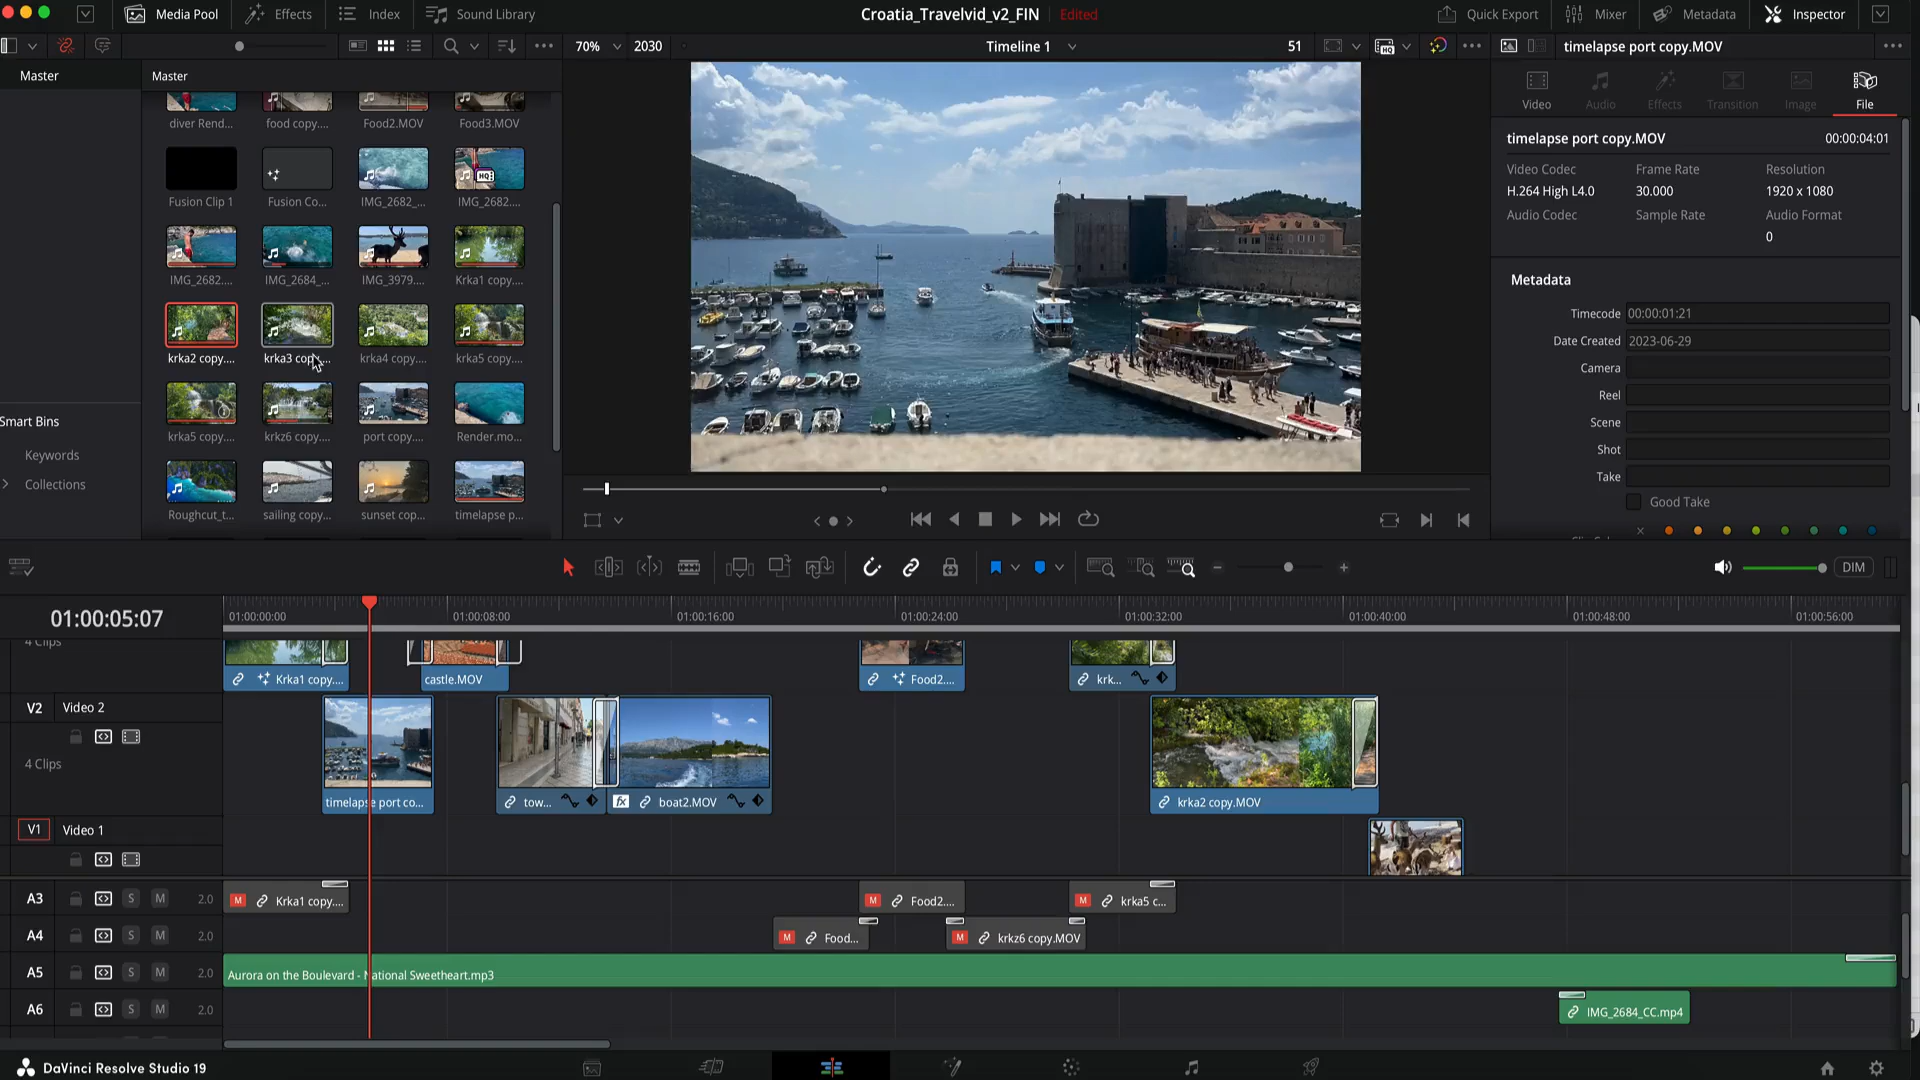 Media Pool
Effects
Index
Sound Library
Croatia_Travelvid_v2_FIN
Edited
Quick Export
Mixer
Metadata
Inspector
70%
2030
Timeline 1
51
timelapse port copy.MOV
Master
Master
Smart Bins
Keywords
Collections
diver Rend...
food copy....
Food2.MOV
Food3.MOV
Fusion Clip 1
Fusion Co...
IMG_2682_...
IMG_2682....
HQ
IMG_2682....
IMG_2684_...
IMG_3979...
Krka1 copy....
krka2 copy....
krka3 copy....
krka4 copy....
krka5 copy....
krka5 copy....
krkz6 copy....
port copy....
Render.mo...
Roughcut_t...
sailing copy...
sunset cop...
timelapse p...
Video
Audio
Effects
Transition
Image
File
timelapse port copy.MOV
00:00:04:01
Video Codec
Frame Rate
Resolution
H.264 High L4.0
30.000
1920 x 1080
Audio Codec
Sample Rate
Audio Format
0
Metadata
Timecode
00:00:01:21
Date Created
2023-06-29
Camera
Reel
Scene
Shot
Take
Good Take
DIM
01:00:05:07
01:00:00:00
01:00:08:00
01:00:16:00
01:00:24:00
01:00:32:00
01:00:40:00
01:00:48:00
01:00:56:00
4 Clips
Krka1 copy....
castle.MOV
Food2....
krk...
V2
Video 2
4 Clips
timelapse port co...
tow...
fx
boat2.MOV
krka2 copy.MOV
V1
Video 1
A3
S
M
2.0
M
Krka1 copy....
M
Food2....
M
krka5 c...
A4
S
M
2.0
M
Food...
M
krkz6 copy.MOV
A5
S
M
2.0
Aurora on the Boulevard - National Sweetheart.mp3
A6
S
M
2.0
IMG_2684_CC.mp4
DaVinci Resolve Studio 19